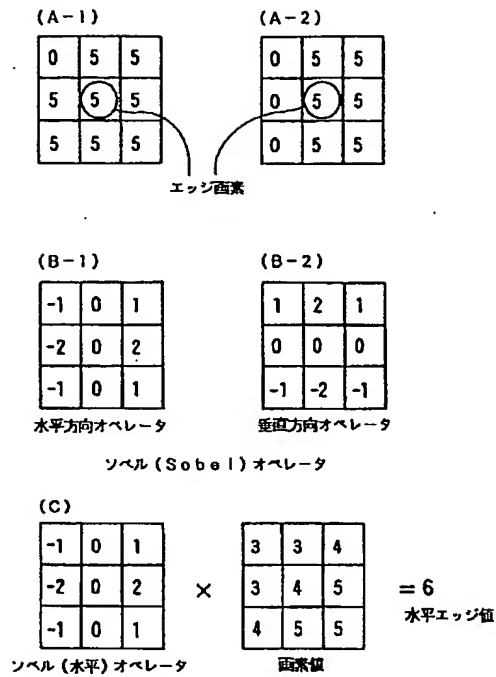 (A-1) (A-2)
0 5 5 0 5 5
5 5 5 0 5 5
5 5 5 0 5 5
エッジ画素
(B-1) (B-2)
-1 0 1 1 2 1
-2 0 2 0 0 0
-1 0 1 -1 -2 -1
水平方向オペレータ 垂直方向オペレータ
ソベル(Sobel)オペレータ
(C)
-1 0 1 3 3 4
-2 0 2 × 3 4 5 =6
-1 0 1 4 5 5 水平エッジ値
ソベル(水平)オペレータ 画素値